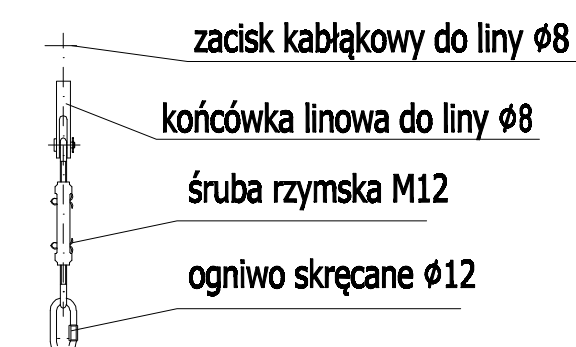 zacisk kabłąkowy do liny ϕ8
końcówka linowa do liny ϕ8
śruba rzymska M12
ogniwo skręcane ϕ12